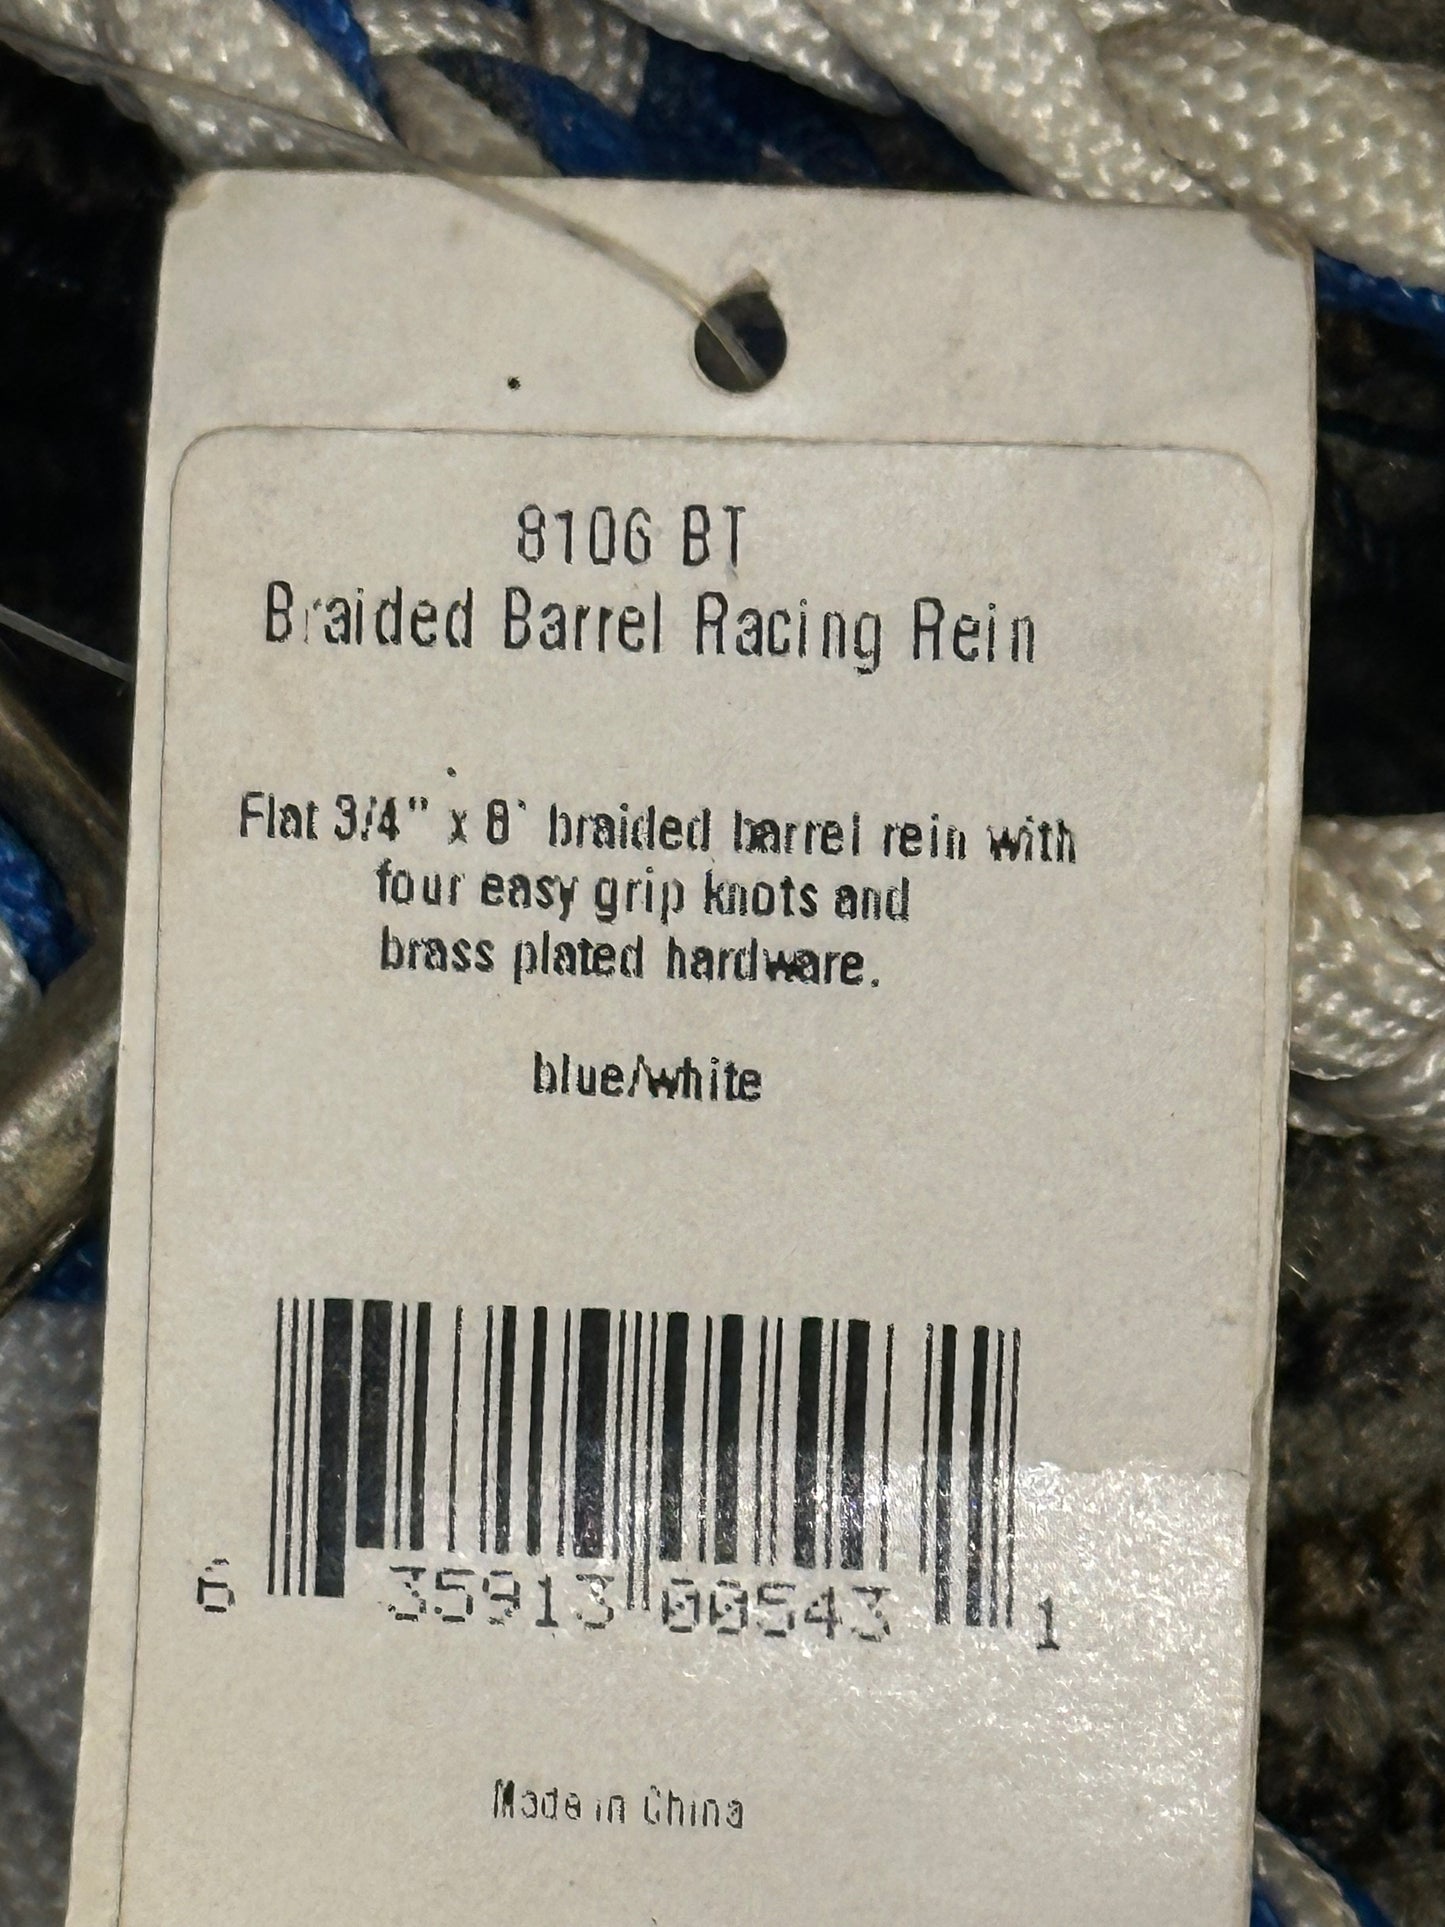 8106 BT
Braided Barrel Racing Rein
Flat 3/4" x 8' braided barrel rein with
four easy grip knots and
brass plated hardware.
blue/white
6 35913 00543 1
Made in China